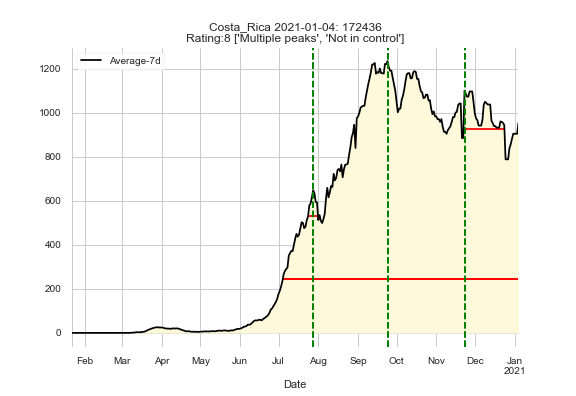 Costa_Rica 2021-01-04: 172436
Rating:8 ['Multiple peaks', 'Not in control']
Average-7d
1200
1000
800
600
400
200
0
Feb Mar Apr May Jun Jul Aug Sep Oct Nov Dec Jan
2021
Date